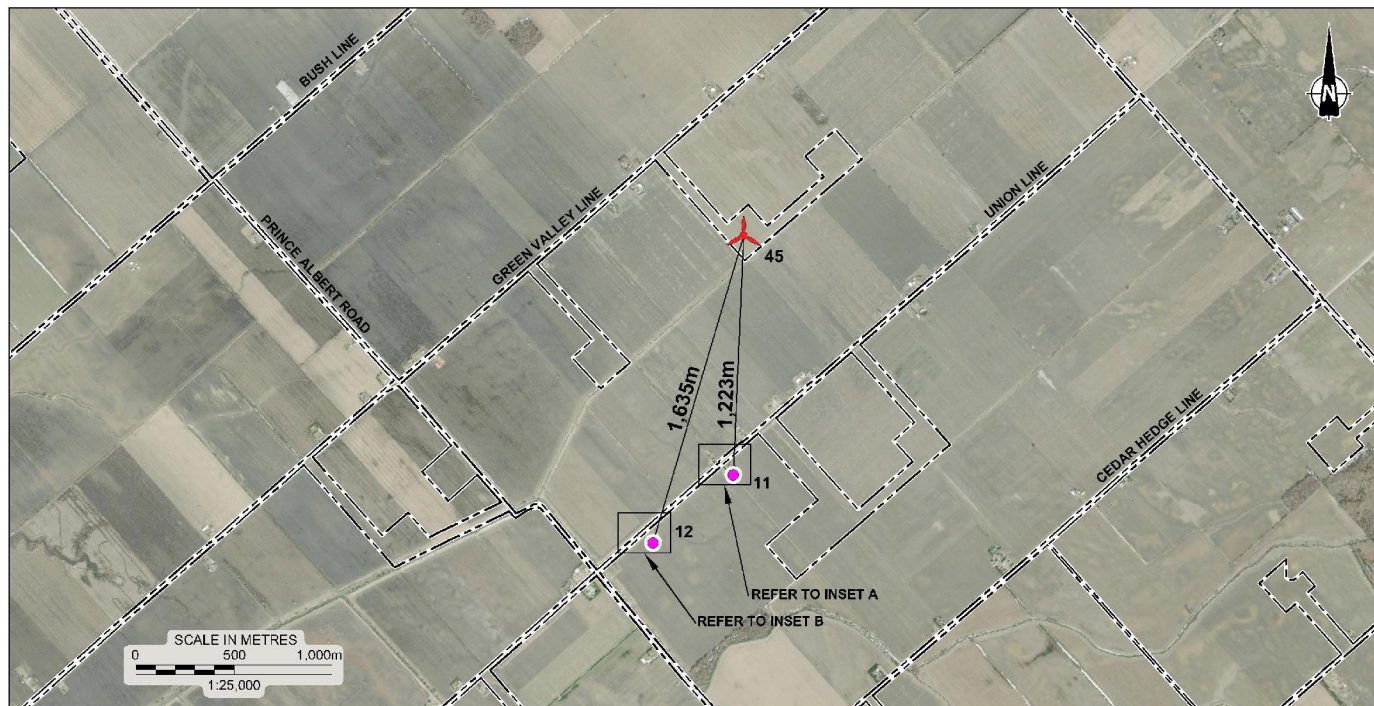 BUSH LINE
N
PRINCE ALBERT ROAD
GREEN VALLEY LINE
UNION LINE
45
1,635m
1,223m
CEDAR HEDGE LINE
11
12
REFER TO INSET A
REFER TO INSET B
SCALE IN METRES
0 500 1,000m
1:25,000